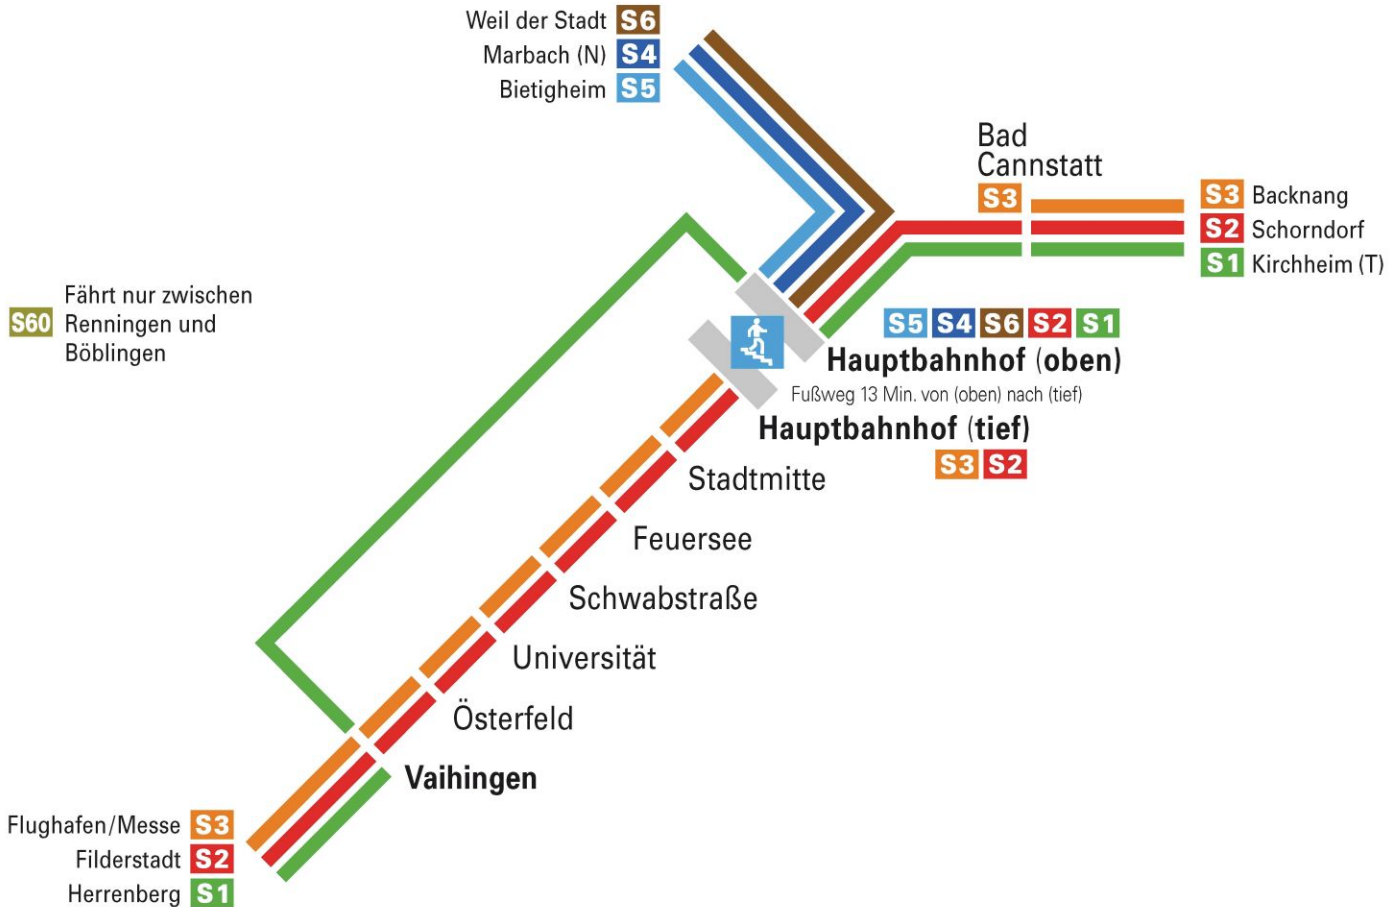 Weil der Stadt S6
Marbach (N) S4
Bietigheim S5
Bad
Cannstatt
S3
S3 Backnang
S2 Schorndorf
S1 Kirchheim (T)
Fährt nur zwischen
S60 Renningen und
Böblingen
S5 S4 S6 S2 S1
Hauptbahnhof (oben)
Fußweg 13 Min. von (oben) nach (tief)
Hauptbahnhof (tief)
S3 S2
Stadtmitte
Feuersee
Schwabstraße
Universität
Österfeld
Vaihingen
Flughafen/Messe S3
Filderstadt S2
Herrenberg S1